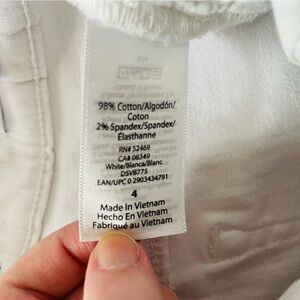 98% Cotton/Algodón/
Coton
2% Spandex/Spandex/
Élasthanne
RN# 52469
CA# 08349
White/Blanca/Blanc
DSVB775
EAN/UPC 0 2903434791
4
Made In Vietnam
Hecho En Vietnam
Fabriqué au Vietnam